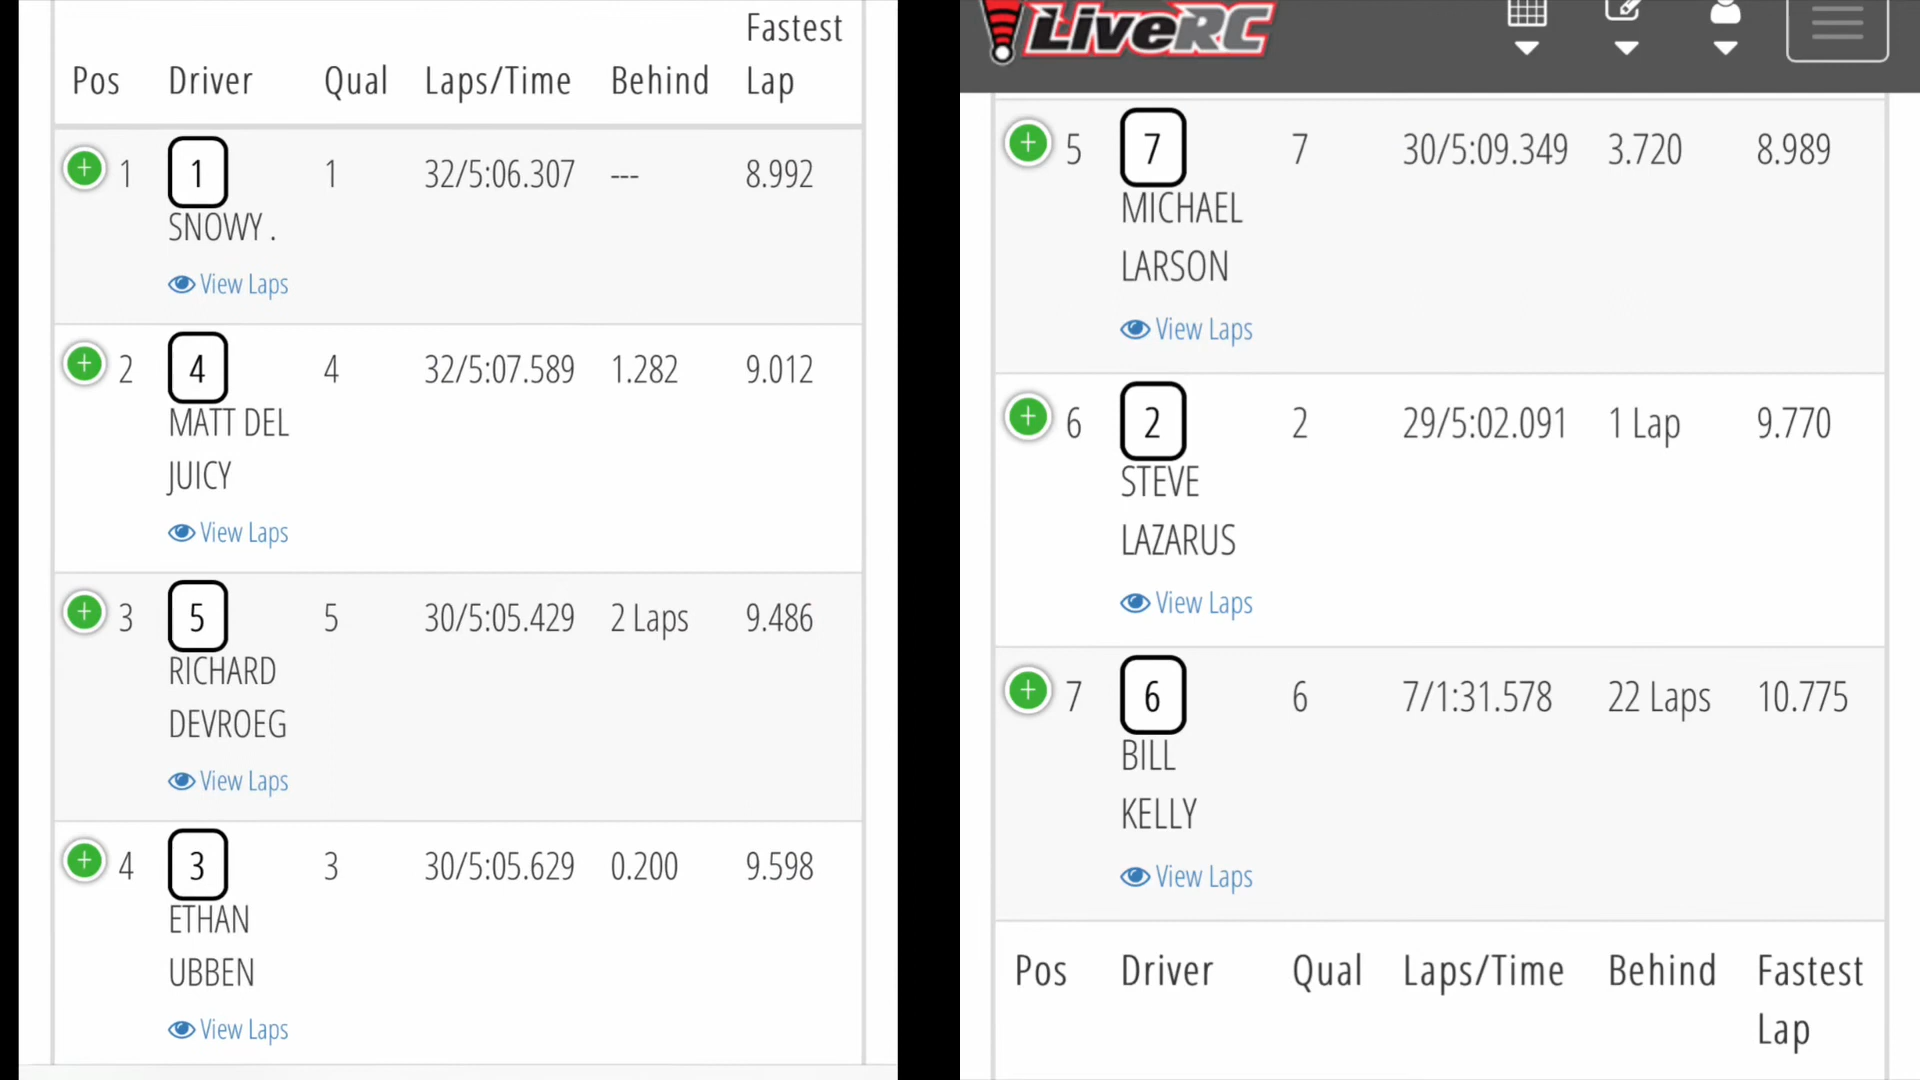 Pos Driver Qual Laps/Time Behind Fastest Lap
1 1 1 32/5:06.307 --- 8.992
SNOWY .
View Laps
2 4 4 32/5:07.589 1.282 9.012
MATT DEL
JUICY
View Laps
3 5 5 30/5:05.429 2 Laps 9.486
RICHARD
DEVROEG
View Laps
4 3 3 30/5:05.629 0.200 9.598
ETHAN
UBBEN
View Laps
LiveRC
5 7 7 30/5:09.349 3.720 8.989
MICHAEL
LARSON
View Laps
6 2 2 29/5:02.091 1 Lap 9.770
STEVE
LAZARUS
View Laps
7 6 6 7/1:31.578 22 Laps 10.775
BILL
KELLY
View Laps
Pos Driver Qual Laps/Time Behind Fastest
Lap